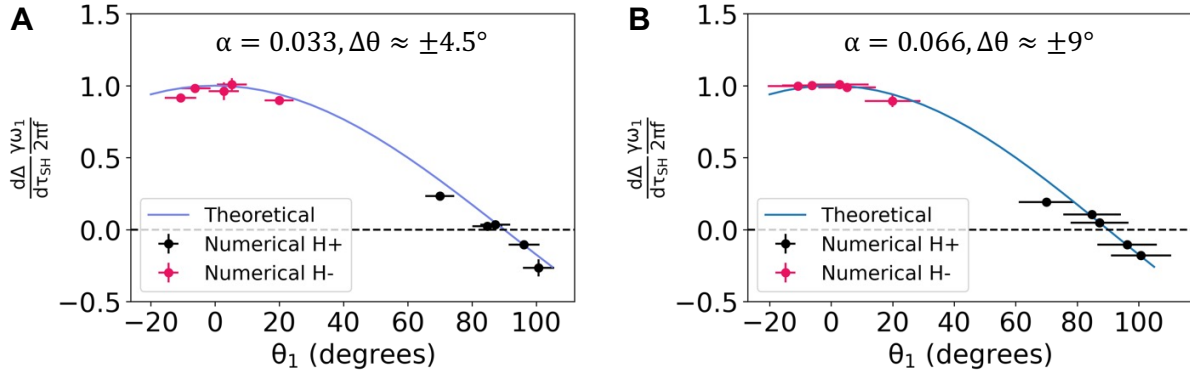 A
α = 0.033, Δθ ≈ ±4.5°
dΔ γω₁
dτSH 2πf
1.5
1.0
0.5
0.0
−0.5
Theoretical
Numerical H+
Numerical H-
−20 0 20 40 60 80 100
θ₁ (degrees)
B
α = 0.066, Δθ ≈ ±9°
dΔ γω₁
dτSH 2πf
1.5
1.0
0.5
0.0
−0.5
Theoretical
Numerical H+
Numerical H-
−20 0 20 40 60 80 100
θ₁ (degrees)